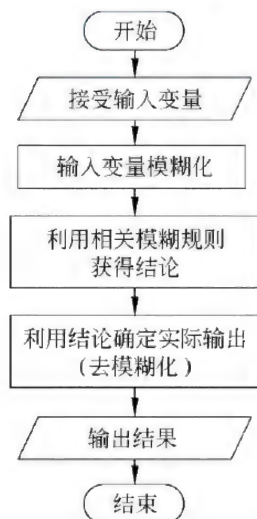 开始
接受输入变量
输入变量模糊化
利用相关模糊规则
获得结论
利用结论确定实际输出
(去模糊化)
输出结果
结束